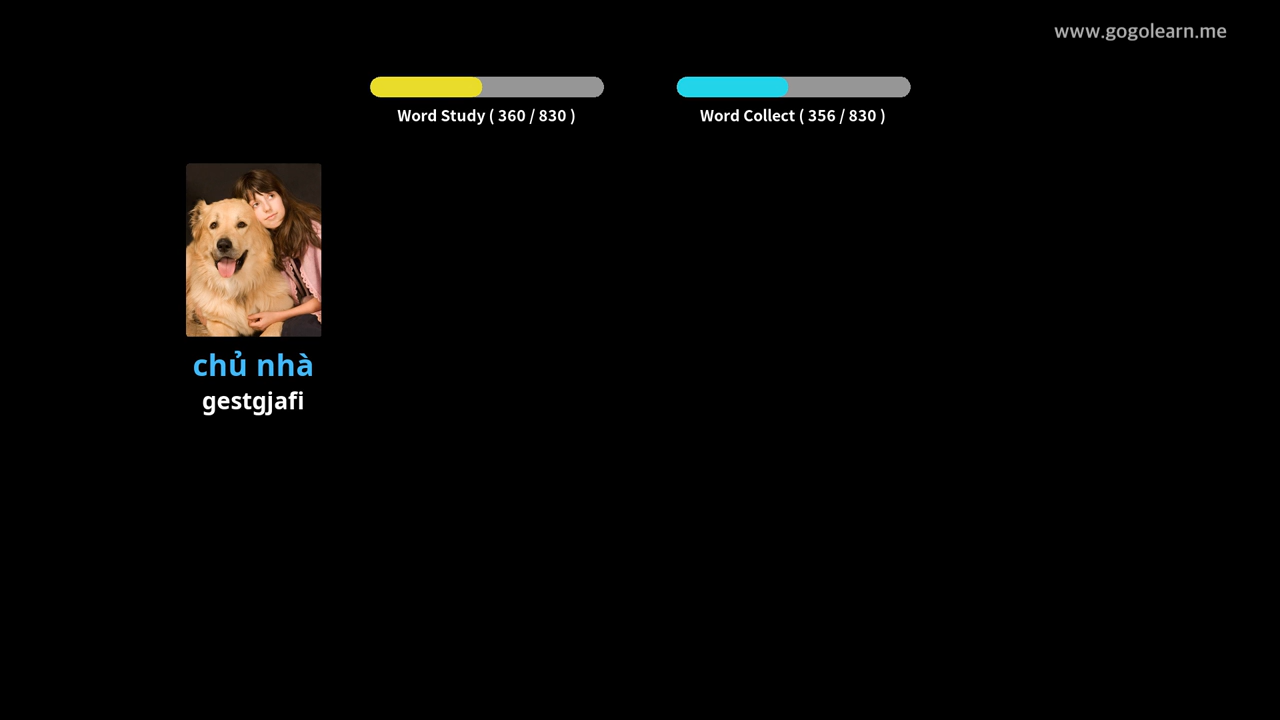 www.gogolearn.me
Word Study ( 360 / 830 )
Word Collect ( 356 / 830 )
chủ nhà
gestgjafi